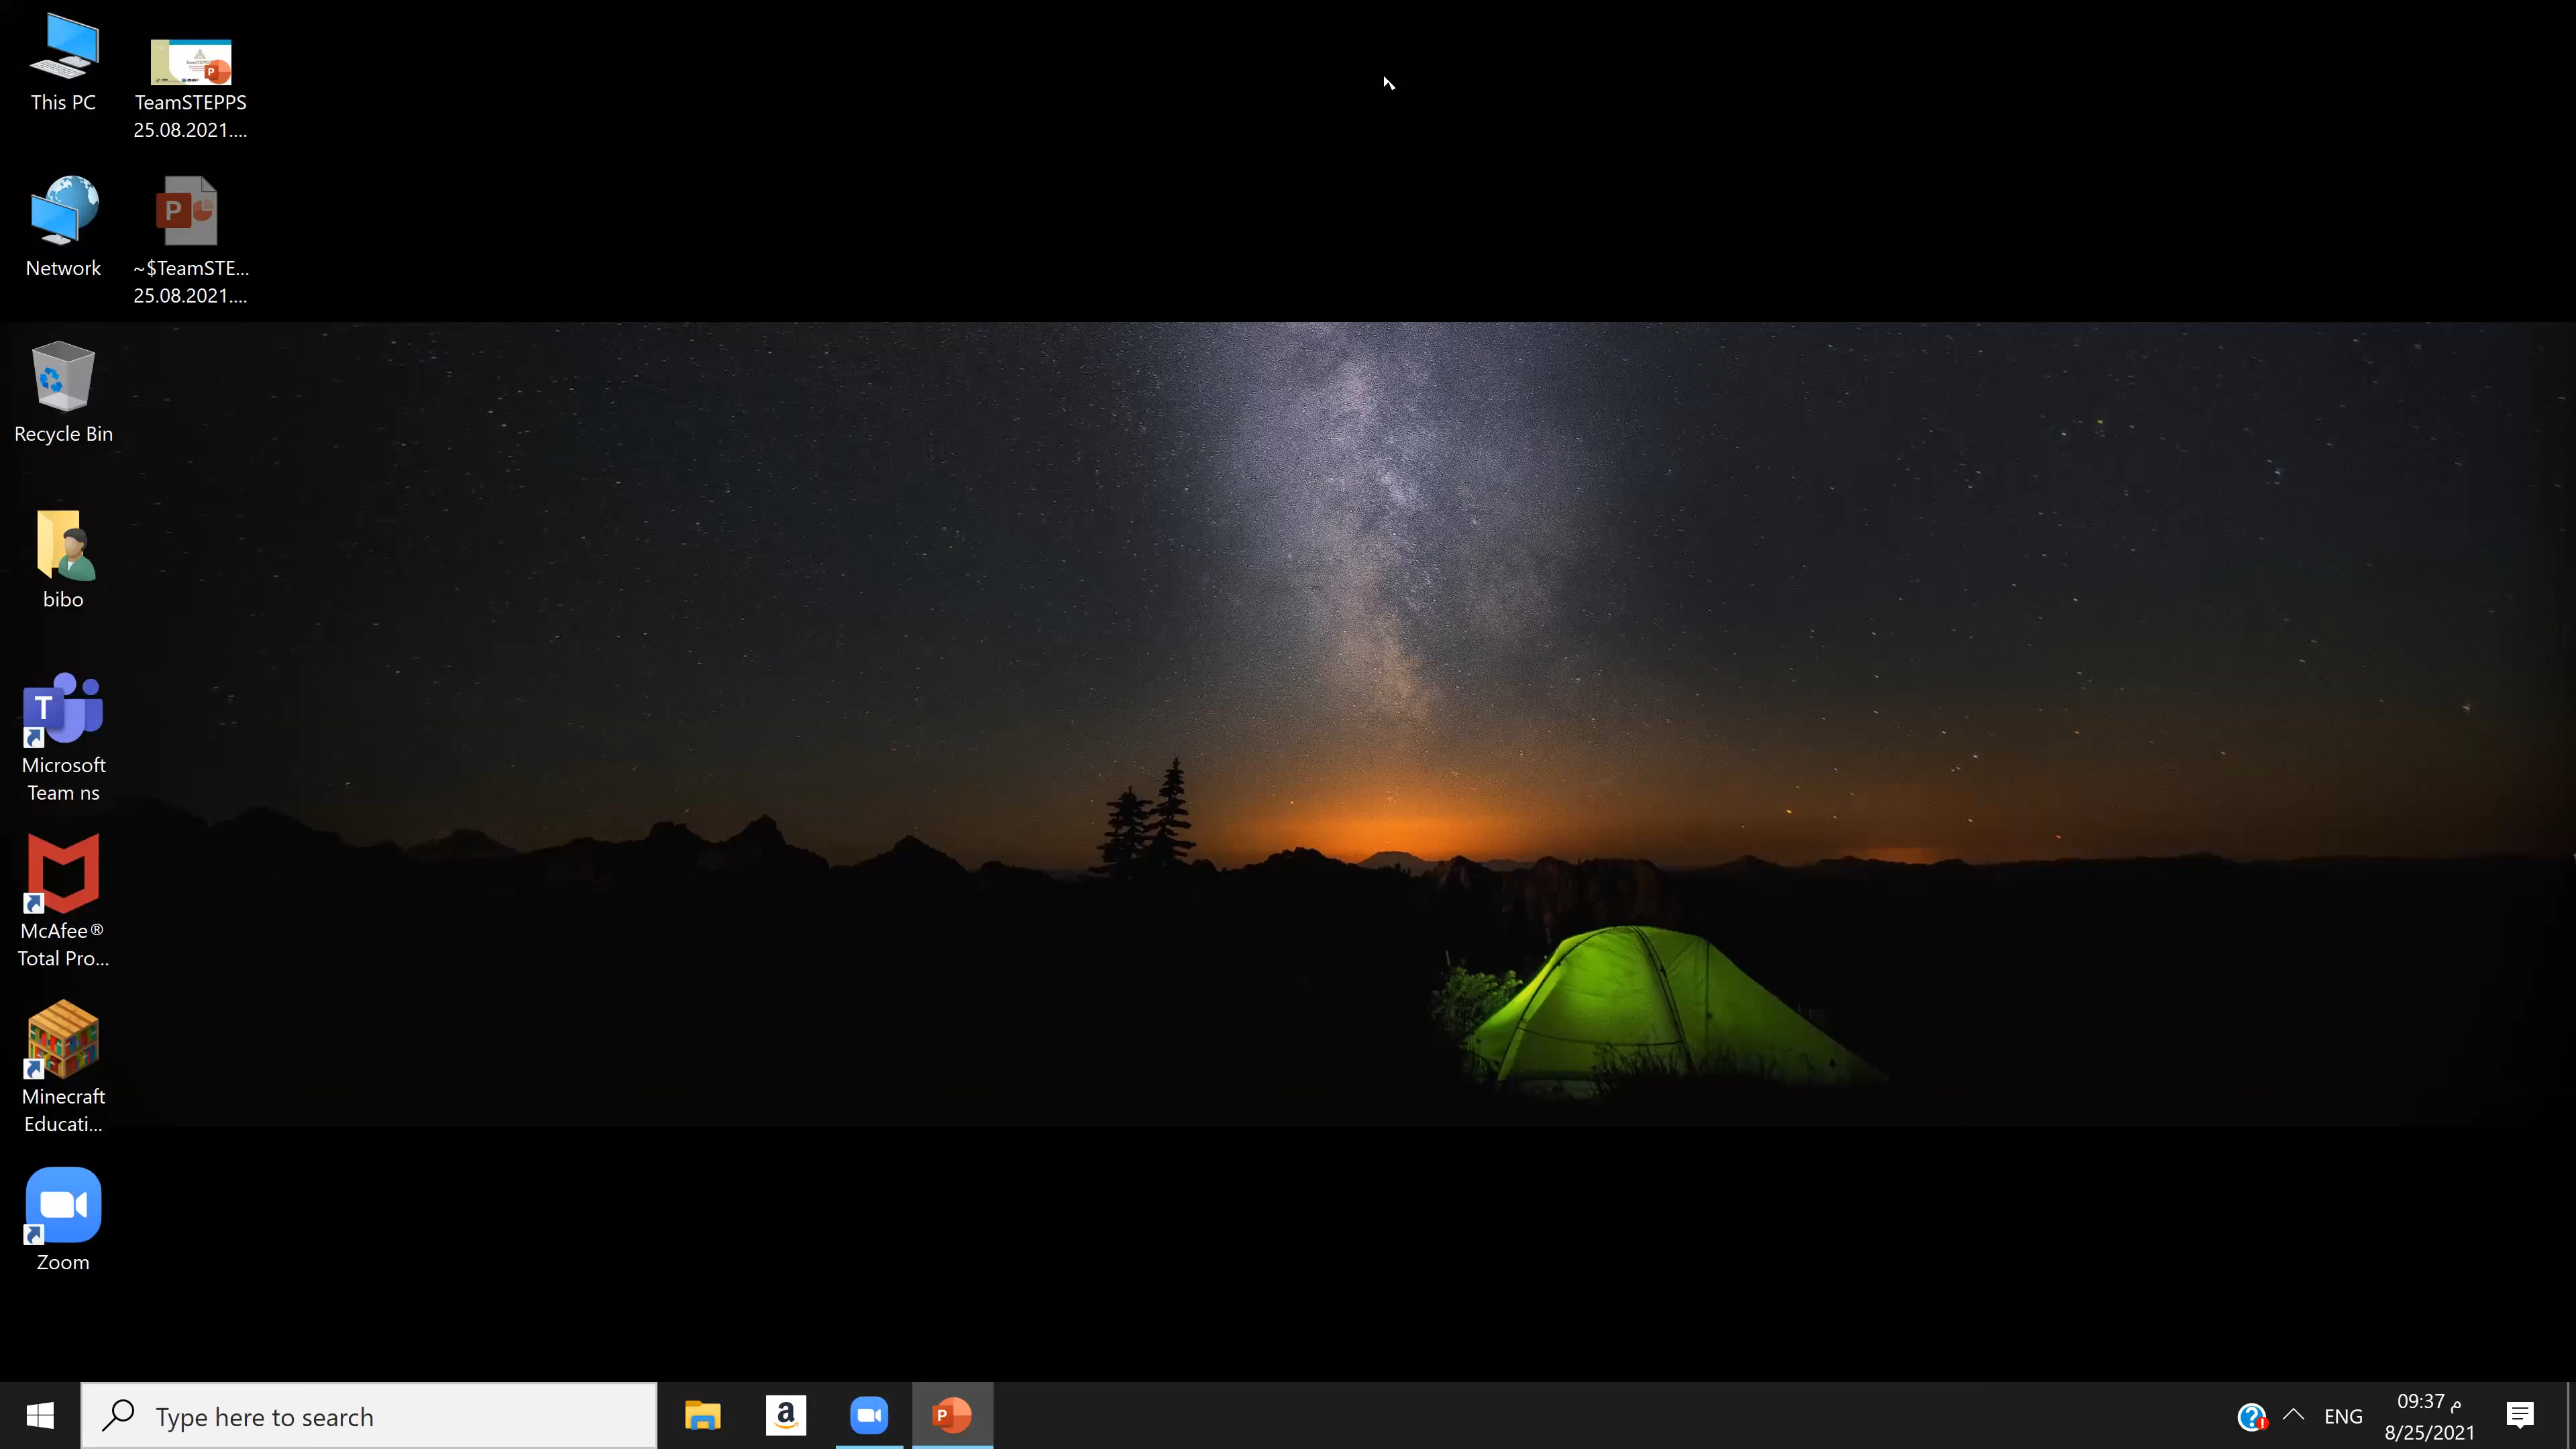 This PC
TeamSTEPPS
25.08.2021....
Network
~$TeamSTE...
25.08.2021....
Recycle Bin
bibo
Microsoft
Team ns
McAfee®
Total Pro...
Minecraft
Educati...
Zoom
Type here to search
ENG
09:37 م
8/25/2021